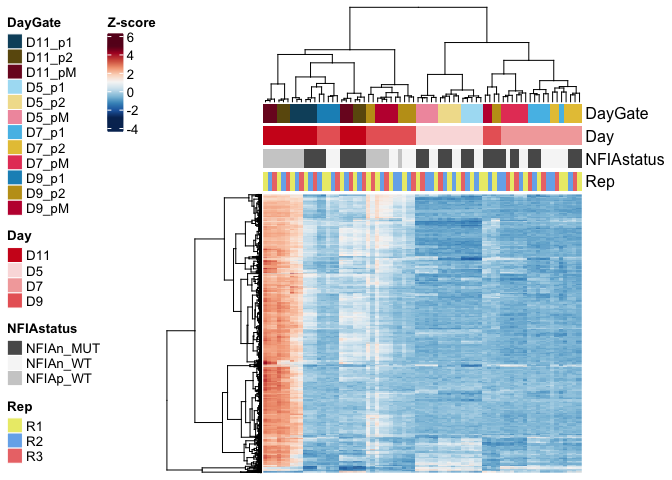 DayGate
D11_p1
D11_p2
D11_pM
D5_p1
D5_p2
D5_pM
D7_p1
D7_p2
D7_pM
D9_p1
D9_p2
D9_pM
Day
D11
D5
D7
D9
NFIAstatus
NFIAn_MUT
NFIAn_WT
NFIAp_WT
Rep
R1
R2
R3
Z-score
6
4
2
0
-2
-4
DayGate
Day
NFIAstatus
Rep